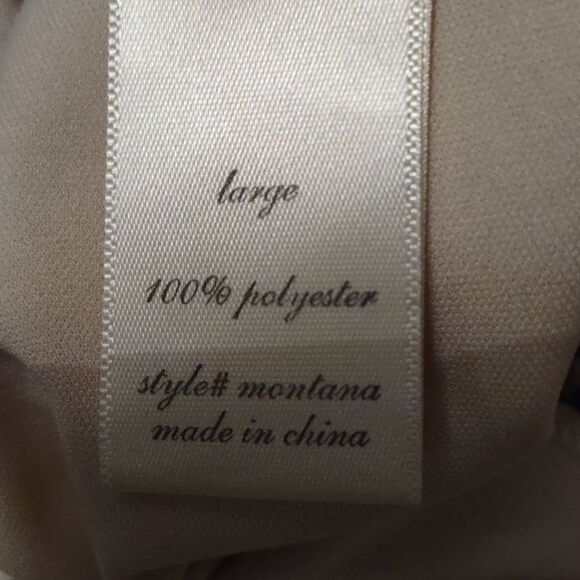 large
100% polyester
style# montana
made in china